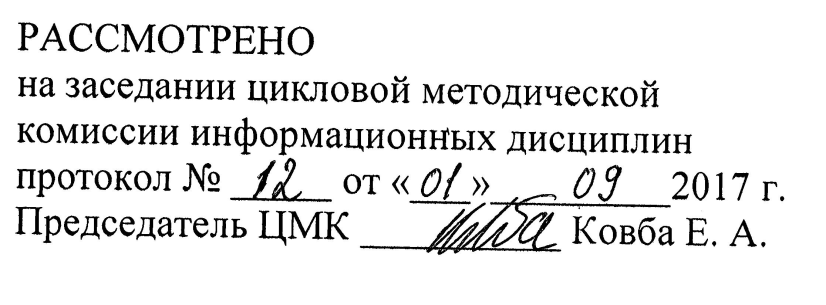 РАССМОТРЕНО
на заседании цикловой методической
комиссии информационных дисциплин
протокол № 12 от «01» 09 2017 г.
Председатель ЦМК Ковба Е. А.